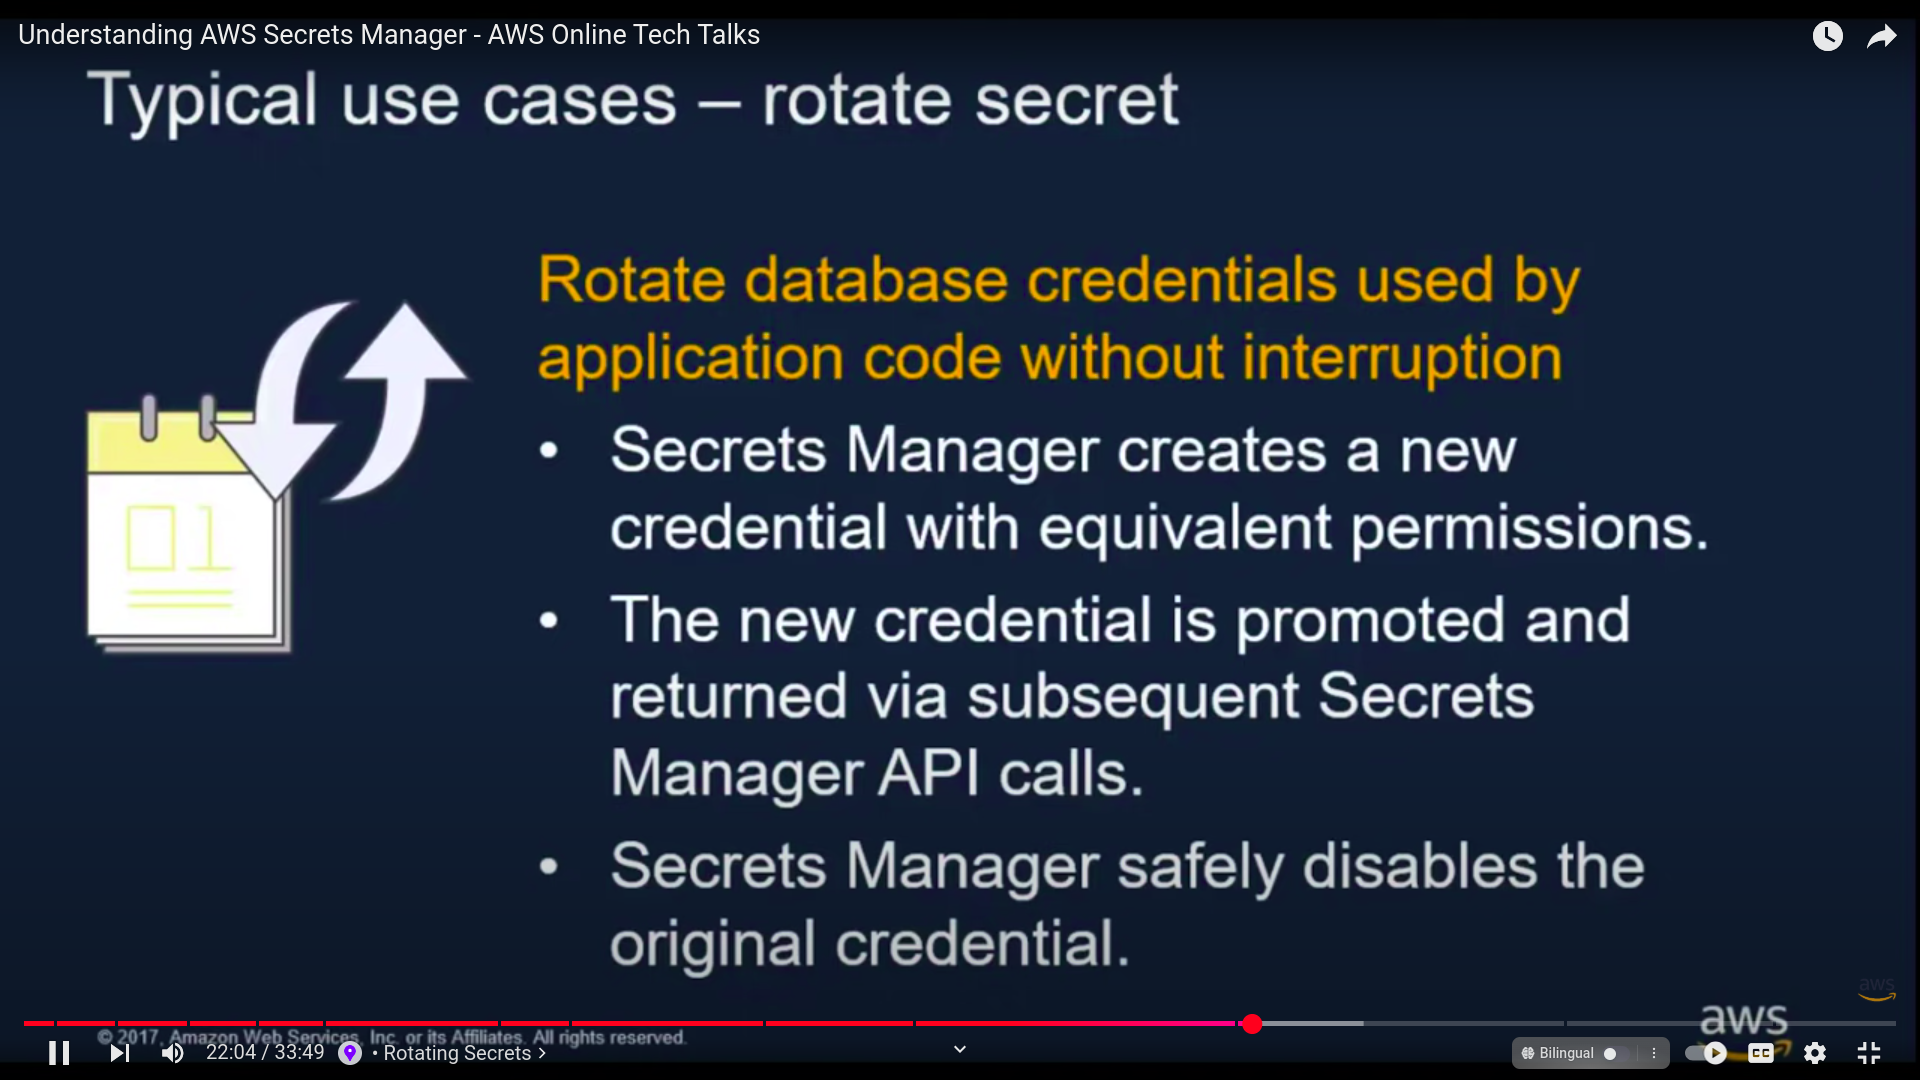 Understanding AWS Secrets Manager - AWS Online Tech Talks
Typical use cases – rotate secret
Rotate database credentials used by
application code without interruption
01
• Secrets Manager creates a new
credential with equivalent permissions.
• The new credential is promoted and
returned via subsequent Secrets
Manager API calls.
• Secrets Manager safely disables the
original credential.
aws
aws
© 2017, Amazon Web Services, Inc. or its Affiliates. All rights reserved.
22:04 / 33:49 • Rotating Secrets
Bilingual
CC